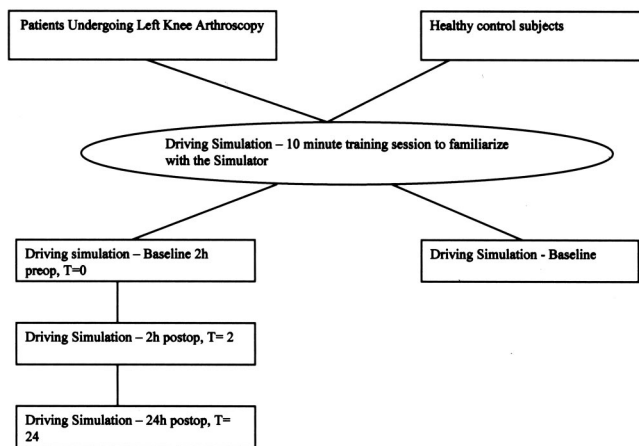 Patients Undergoing Left Knee Arthroscopy
Healthy control subjects
Driving Simulation – 10 minute training session to familiarize
with the Simulator
Driving simulation – Baseline 2h
preop, T=0
Driving Simulation - Baseline
Driving Simulation – 2h postop, T= 2
Driving Simulation – 24h postop, T=
24